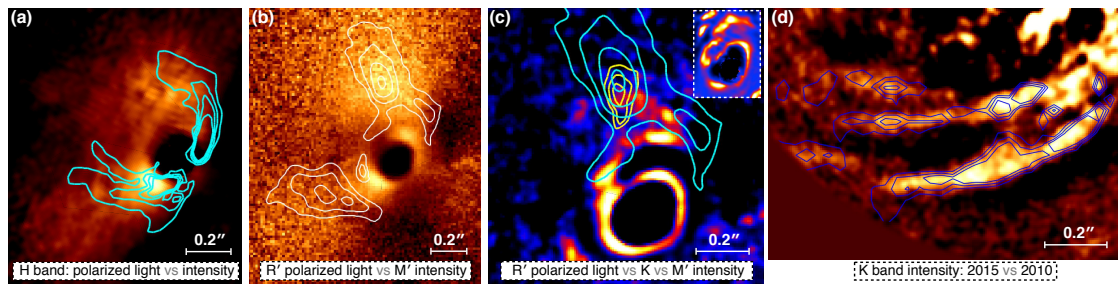 (a)
0.2″
H band: polarized light vs intensity
(b)
0.2″
R′ polarized light vs M′ intensity
(c)
0.2″
R′ polarized light vs K vs M′ intensity
(d)
0.2″
K band intensity: 2015 vs 2010